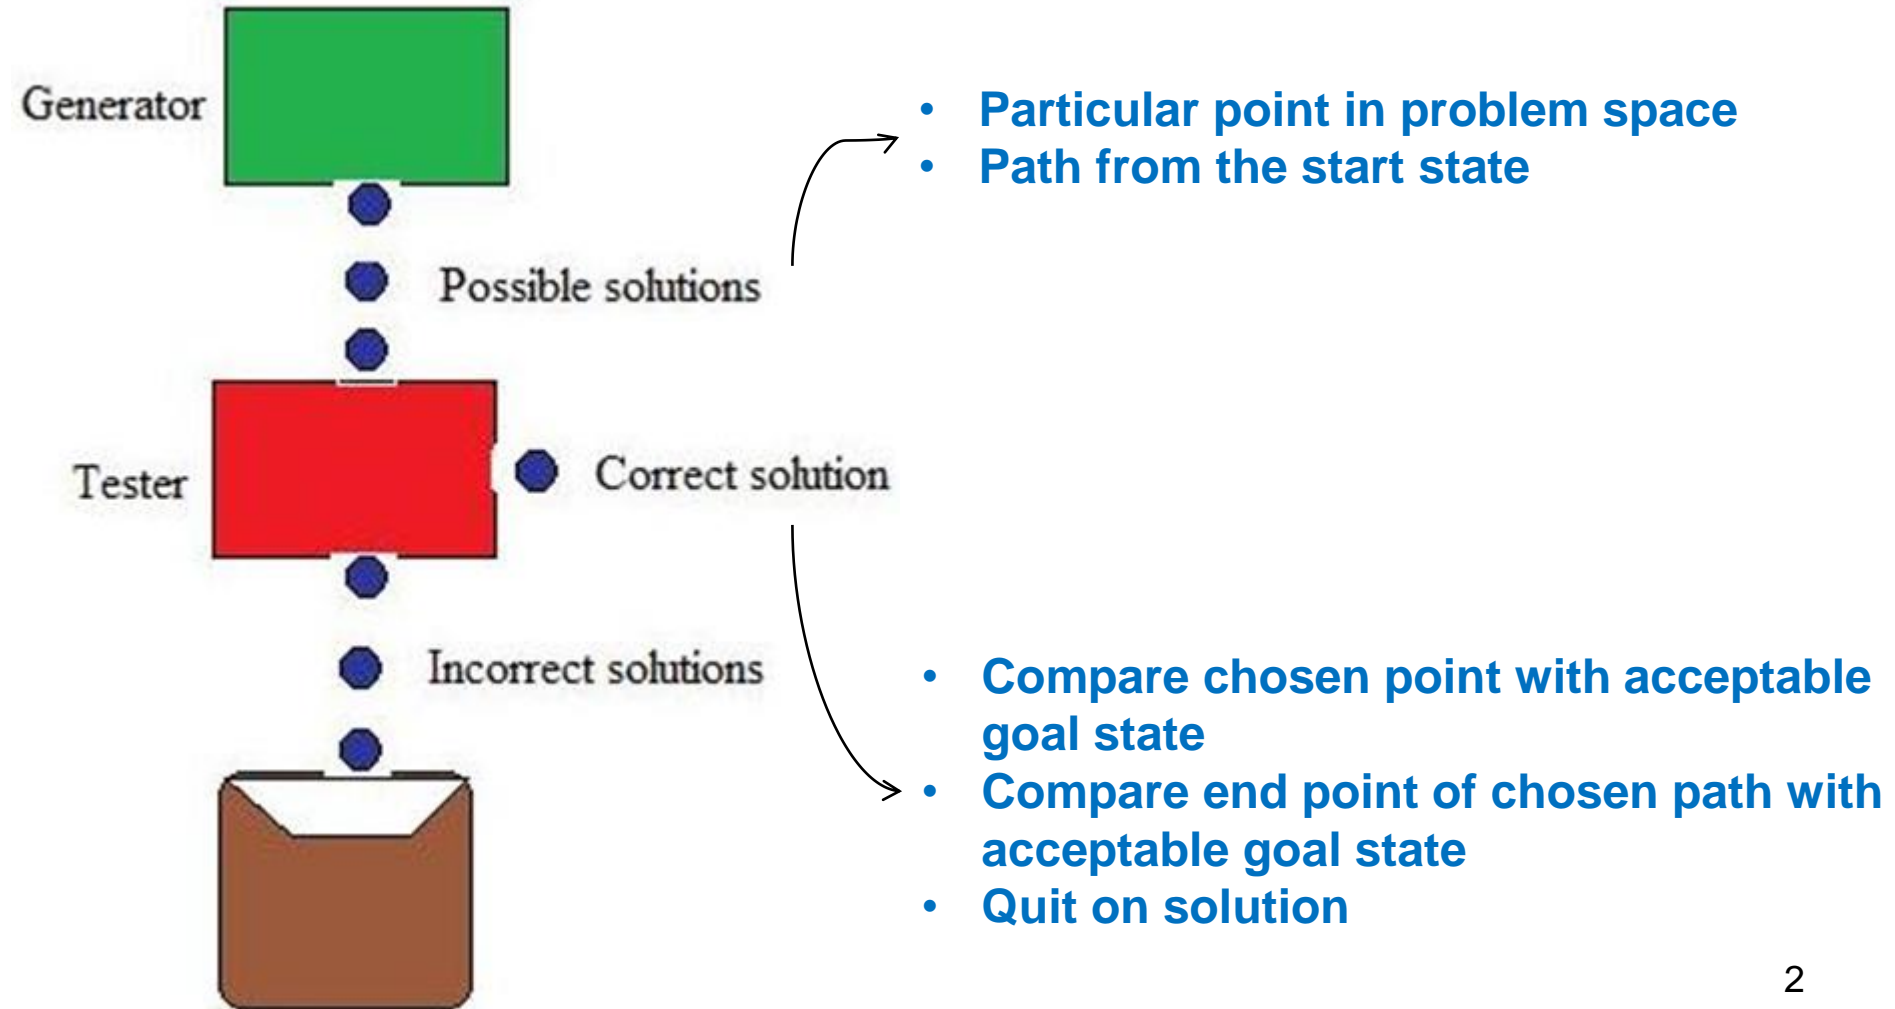 Generator
• Particular point in problem space
• Path from the start state
Possible solutions
Tester
Correct solution
Incorrect solutions
• Compare chosen point with acceptable
goal state
• Compare end point of chosen path with
acceptable goal state
• Quit on solution
2